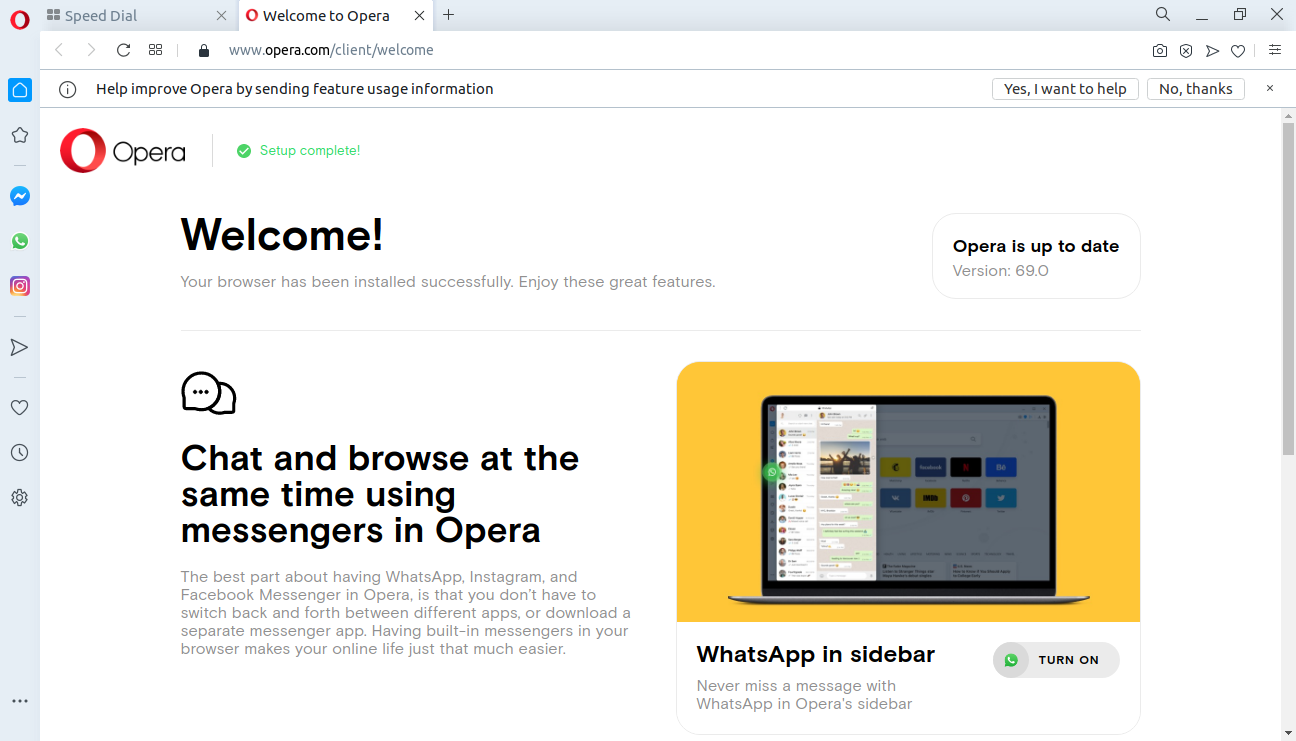 Speed Dial
Welcome to Opera
www.opera.com/client/welcome
Help improve Opera by sending feature usage information
Yes, I want to help
No, thanks
Opera
Setup complete!
Welcome!
Your browser has been installed successfully. Enjoy these great features.
Opera is up to date
Version: 69.0
Chat and browse at the
same time using
messengers in Opera
The best part about having WhatsApp, Instagram, and
Facebook Messenger in Opera, is that you don't have to
switch back and forth between different apps, or download a
separate messenger app. Having built-in messengers in your
browser makes your online life just that much easier.
WhatsApp in sidebar
TURN ON
Never miss a message with
WhatsApp in Opera's sidebar